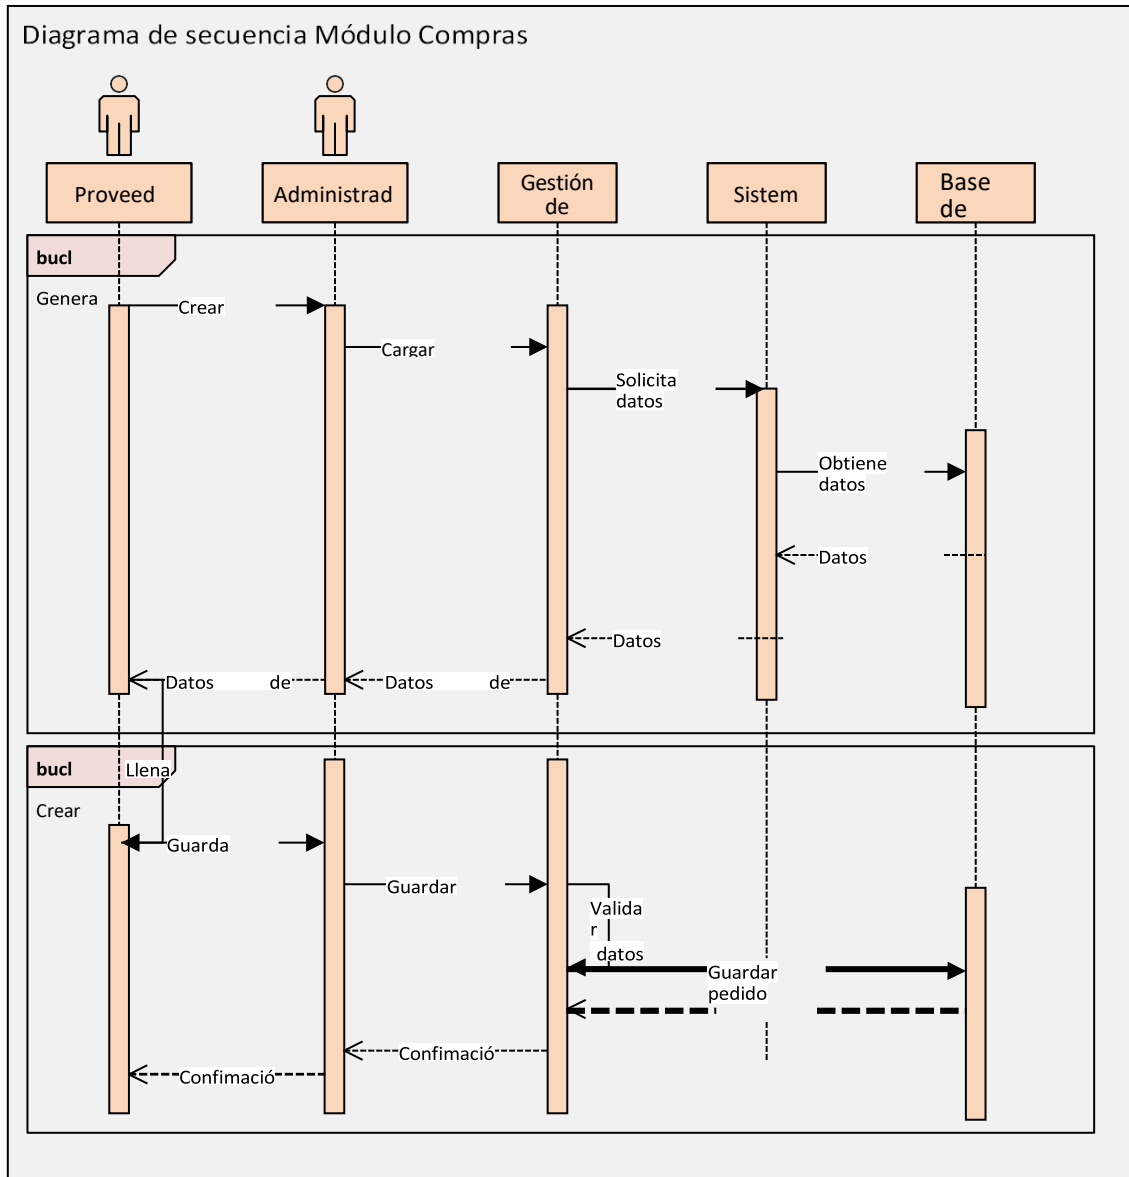 Diagrama de secuencia Módulo Compras
Proveed
Administrad
Gestión
de
Sistem
Base
de
bucl
Genera
Crear
Cargar
Solicita
datos
Obtiene
datos
Datos
Datos
Datos de
Datos de
bucl
Llena
Crear
Guarda
Guardar
Valida
r
datos
Guardar
pedido
Confimació
Confimació